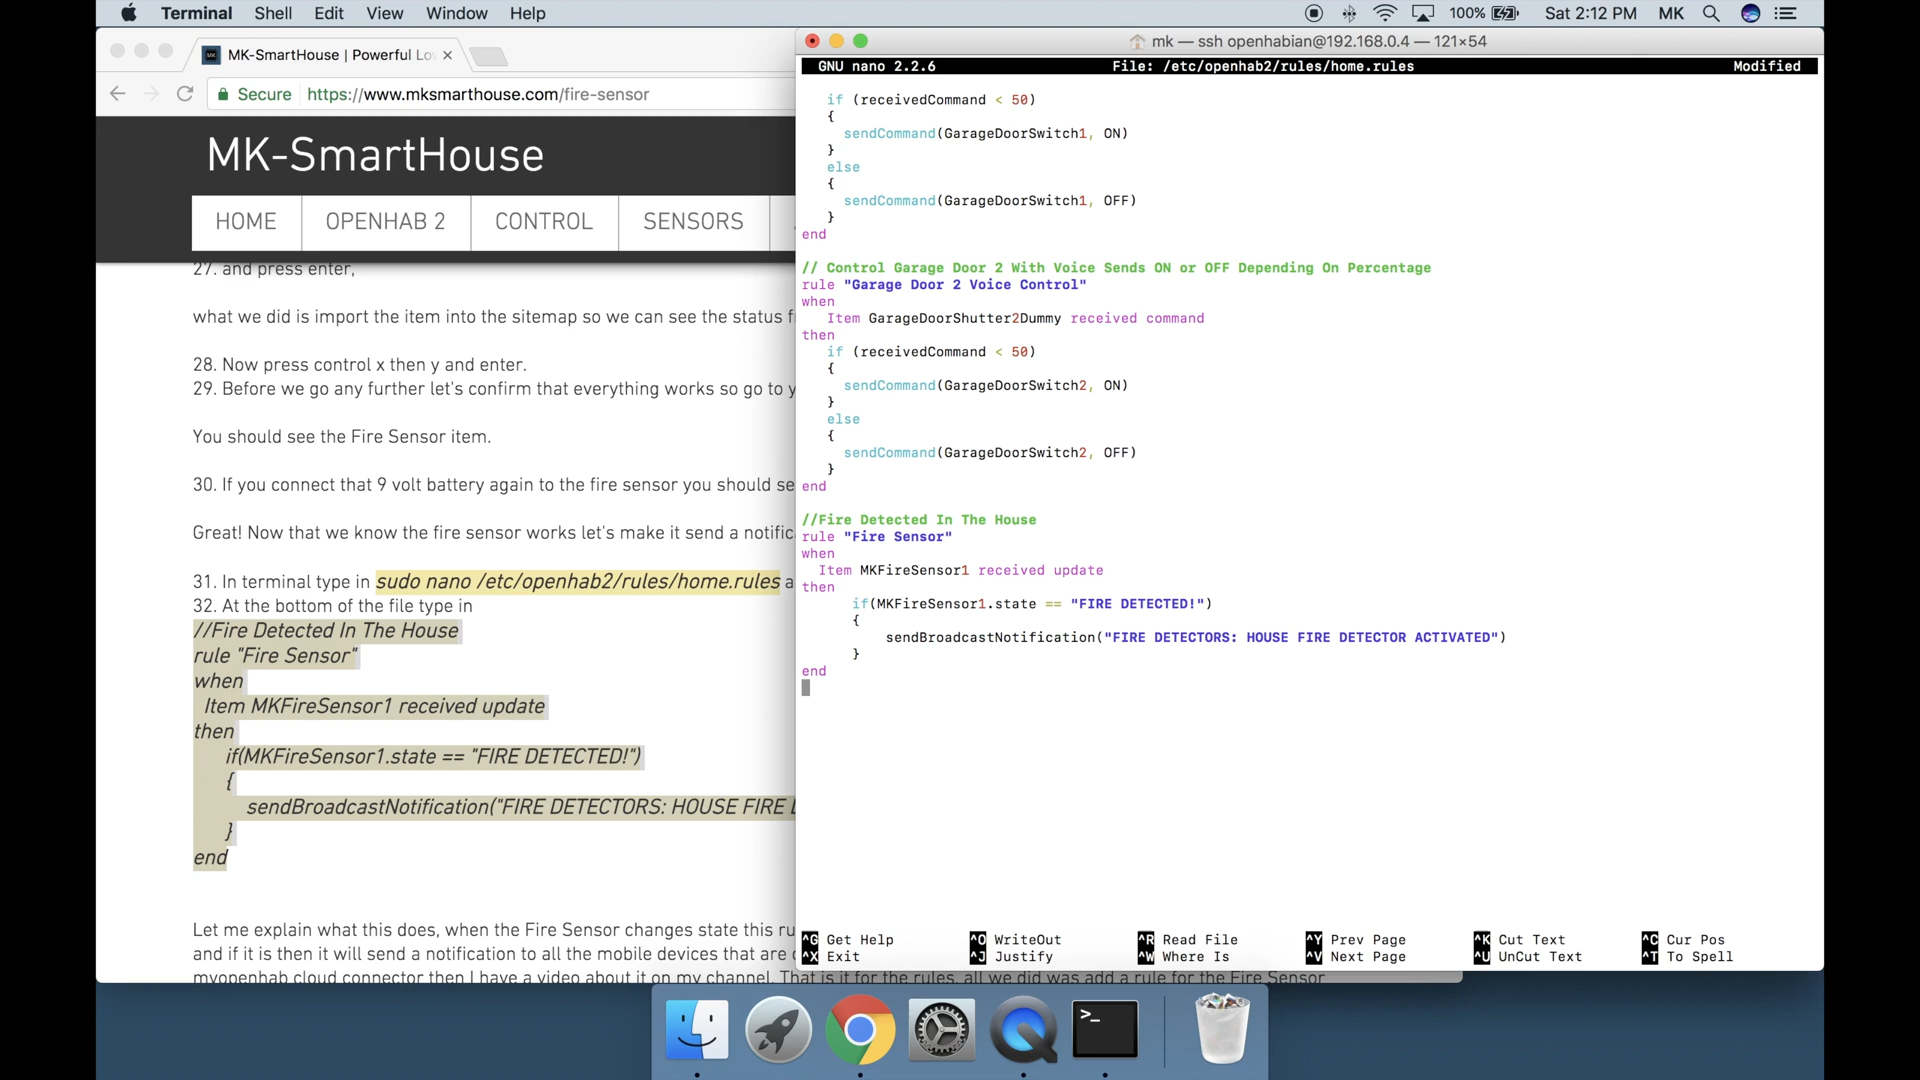 Terminal Shell Edit View Window Help 100% Sat 2:12 PM MK
MK-SmartHouse | Powerful Lo
Secure https://www.mksmarthouse.com/fire-sensor
MK-SmartHouse
HOME OPENHAB 2 CONTROL SENSORS
27. and press enter,
what we did is import the item into the sitemap so we can see the status f
28. Now press control x then y and enter.
29. Before we go any further let's confirm that everything works so go to y
You should see the Fire Sensor item.
30. If you connect that 9 volt battery again to the fire sensor you should se
Great! Now that we know the fire sensor works let's make it send a notific
31. In terminal type in sudo nano /etc/openhab2/rules/home.rules a
32. At the bottom of the file type in
//Fire Detected In The House
rule "Fire Sensor"
when
Item MKFireSensor1 received update
then
if(MKFireSensor1.state == "FIRE DETECTED!")
{
sendBroadcastNotification("FIRE DETECTORS: HOUSE FIRE D
}
end
Let me explain what this does, when the Fire Sensor changes state this ru
and if it is then it will send a notification to all the mobile devices that are c
myopenhab cloud connector then I have a video about it on my channel. That is it for the rules, all we did was add a rule for the Fire Sensor
mk — ssh openhabian@192.168.0.4 — 121×54
GNU nano 2.2.6 File: /etc/openhab2/rules/home.rules Modified
if (receivedCommand < 50)
{
sendCommand(GarageDoorSwitch1, ON)
}
else
{
sendCommand(GarageDoorSwitch1, OFF)
}
end
// Control Garage Door 2 With Voice Sends ON or OFF Depending On Percentage
rule "Garage Door 2 Voice Control"
when
Item GarageDoorShutter2Dummy received command
then
if (receivedCommand < 50)
{
sendCommand(GarageDoorSwitch2, ON)
}
else
{
sendCommand(GarageDoorSwitch2, OFF)
}
end
//Fire Detected In The House
rule "Fire Sensor"
when
Item MKFireSensor1 received update
then
if(MKFireSensor1.state == "FIRE DETECTED!")
{
sendBroadcastNotification("FIRE DETECTORS: HOUSE FIRE DETECTOR ACTIVATED")
}
end
^G Get Help ^O WriteOut ^R Read File ^Y Prev Page ^K Cut Text ^C Cur Pos
^X Exit ^J Justify ^W Where Is ^V Next Page ^U UnCut Text ^T To Spell
>_